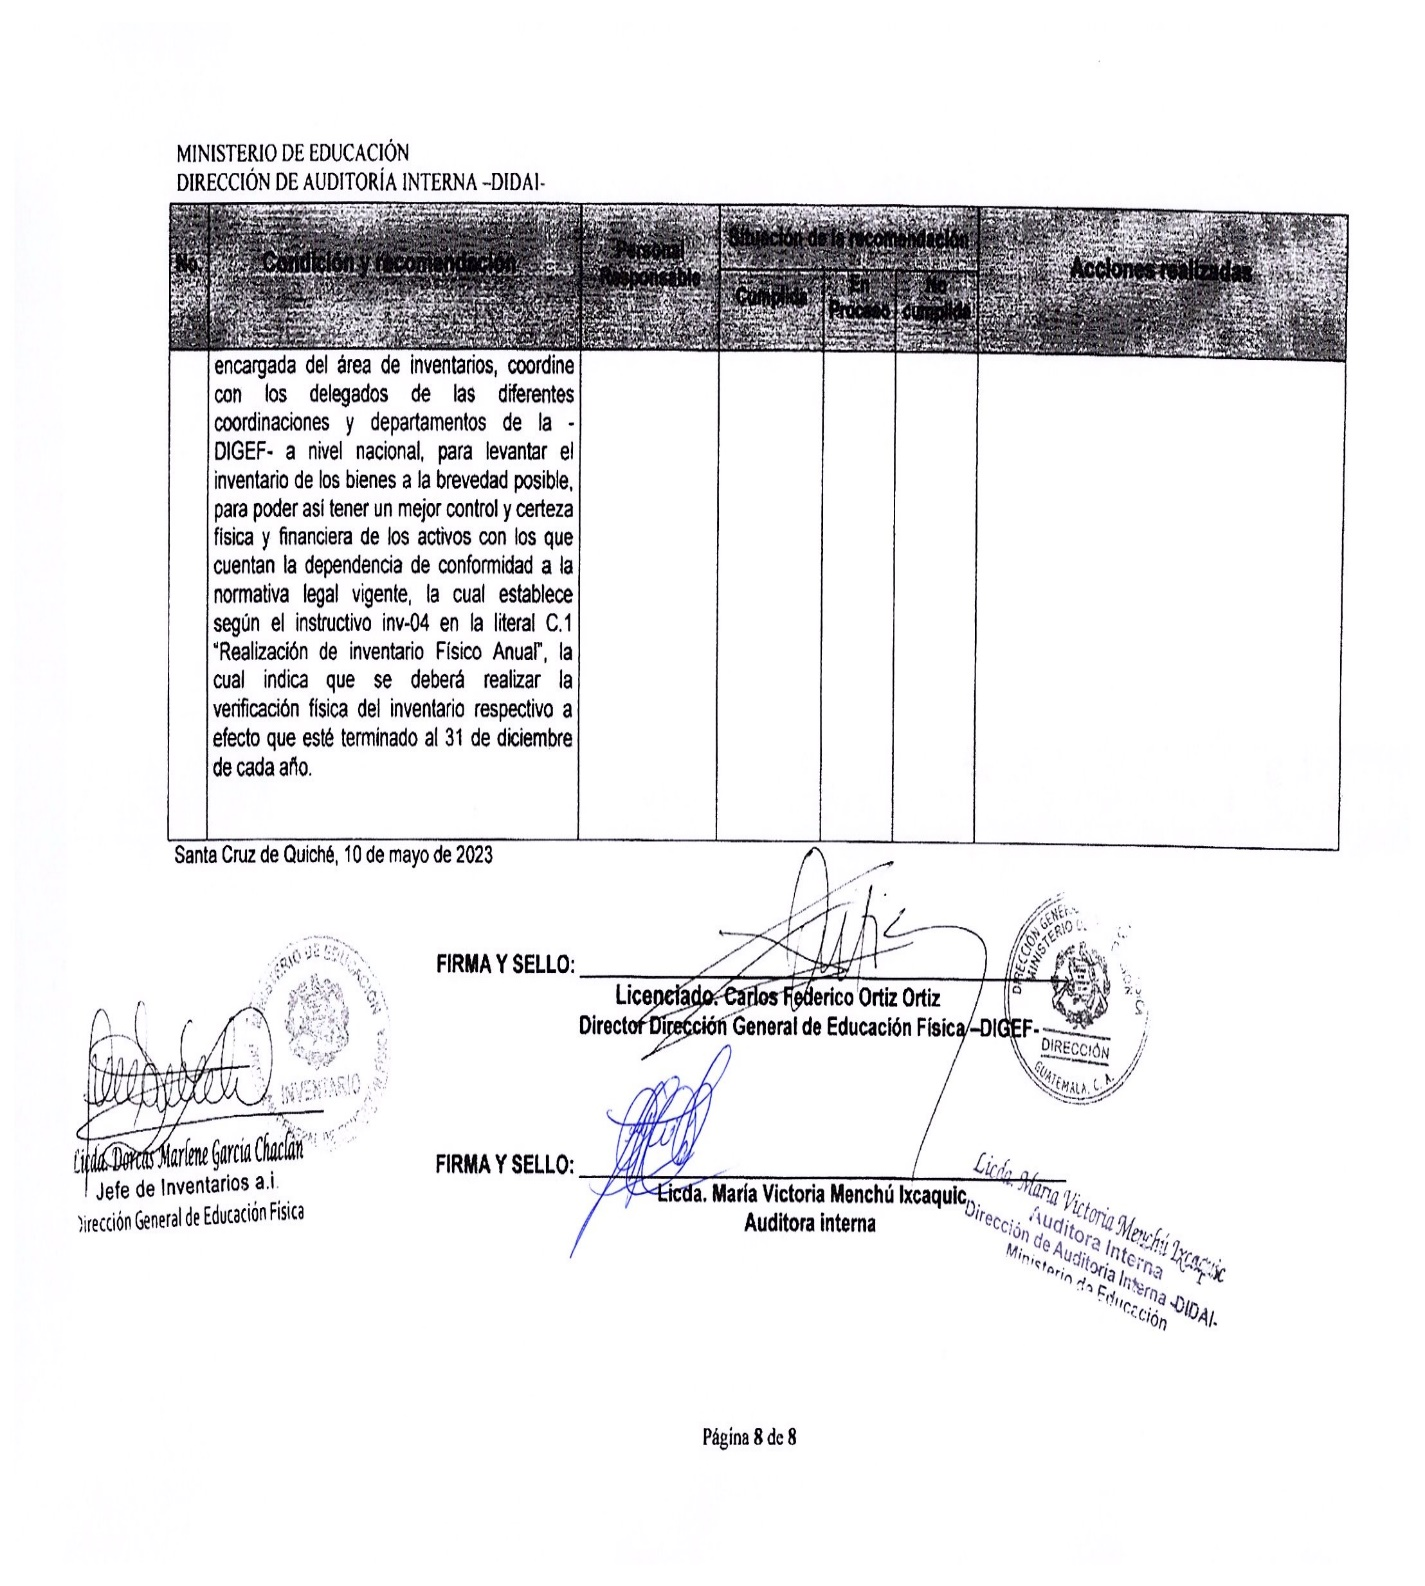 MINISTERIO DE EDUCACIÓN
DIRECCIÓN DE AUDITORÍA INTERNA –DIDAI-
No.
Condición y recomendación
Personal
Responsable
Situación de la recomendación
Cumplida
En
Proceso
No
cumplida
Acciones realizadas
encargada del área de inventarios, coordine
con los delegados de las diferentes
coordinaciones y departamentos de la -
DIGEF- a nivel nacional, para levantar el
inventario de los bienes a la brevedad posible,
para poder así tener un mejor control y certeza
física y financiera de los activos con los que
cuentan la dependencia de conformidad a la
normativa legal vigente, la cual establece
según el instructivo inv-04 en la literal C.1
“Realización de inventario Físico Anual”, la
cual indica que se deberá realizar la
verificación física del inventario respectivo a
efecto que esté terminado al 31 de diciembre
de cada año.
Santa Cruz de Quiché, 10 de mayo de 2023
FIRMA Y SELLO:
Licenciado. Carlos Federico Ortiz Ortiz
Director Dirección General de Educación Física –DIGEF-
DIRECCIÓN
GUATEMALA, C. A.
INVENTARIO
Licda. Dorcas Marlene García Chaclán
Jefe de Inventarios a.i.
Dirección General de Educación Física
FIRMA Y SELLO:
Licda. María Victoria Menchú Ixcaquic
Auditora interna
Licda. María Victoria Menchú Ixcaquic
Auditora Interna
Dirección de Auditoría Interna -DIDAI-
Ministerio de Educación
Página 8 de 8